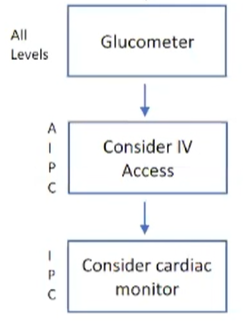 All
Levels
Glucometer
A
I
P
C
Consider IV
Access
I
P
C
Consider cardiac
monitor